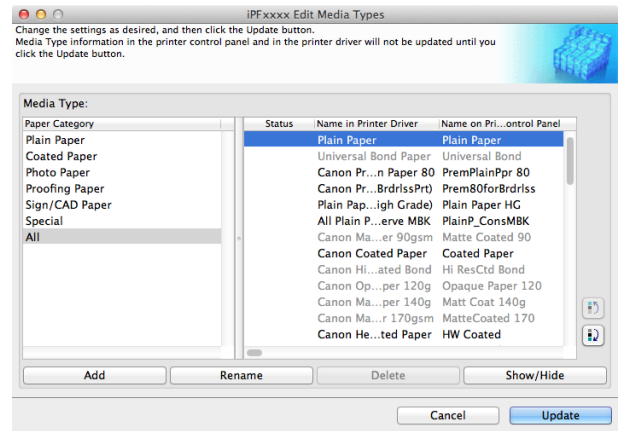 iPFxxxx Edit Media Types
Change the settings as desired, and then click the Update button.
Media Type information in the printer control panel and in the printer driver will not be updated until you
click the Update button.
Media Type:
Paper Category
Plain Paper
Coated Paper
Photo Paper
Proofing Paper
Sign/CAD Paper
Special
All
Status Name in Printer Driver Name on Pri...ontrol Panel
Plain Paper Plain Paper
Universal Bond Paper Universal Bond
Canon Pr...n Paper 80 PremPlainPpr 80
Canon Pr...BrdrlssPrt) Prem80forBrdrlss
Plain Pap...igh Grade) Plain Paper HG
All Plain P...erve MBK PlainP_ConsMBK
Canon Ma...er 90gsm Matte Coated 90
Canon Coated Paper Coated Paper
Canon Hi...ated Bond Hi ResCtd Bond
Canon Op...per 120g Opaque Paper 120
Canon Ma...per 140g Matt Coat 140g
Canon Ma...r 170gsm MatteCoated 170
Canon He...ted Paper HW Coated
Add Rename Delete Show/Hide
Cancel Update